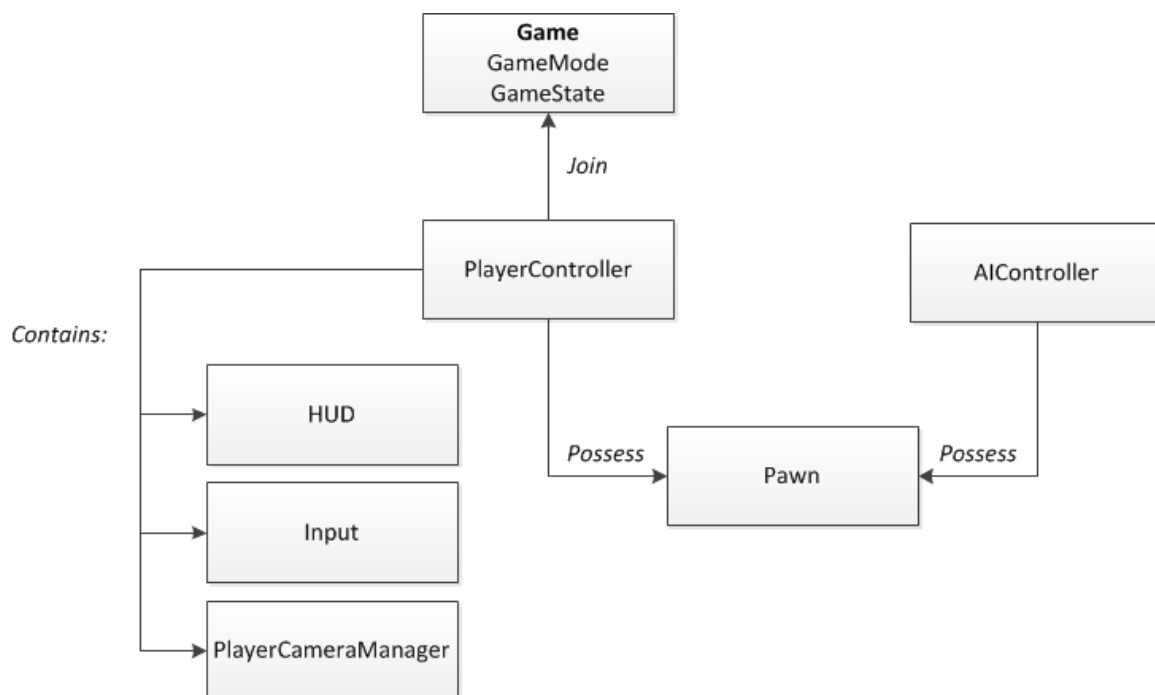 Game
GameMode
GameState
Join
PlayerController
AIController
Contains:
HUD
Possess
Pawn
Possess
Input
PlayerCameraManager